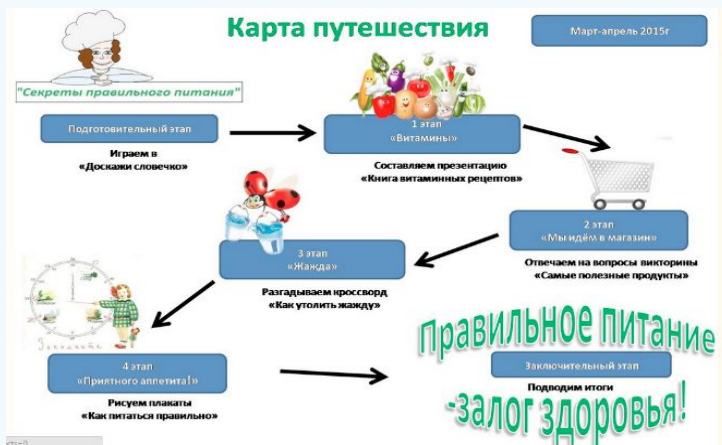 Карта путешествия
Март-апрель 2015г
"Секреты правильного питания"
Подготовительный этап
Играем в
«Доскажи словечко»
1 этап
«Витамины»
Составляем презентацию
«Книга витаминных рецептов»
2 этап
«Мы идём в магазин»
Отвечаем на вопросы викторины
«Самые полезные продукты»
3 этап
«Жажда»
Разгадываем кроссворд
«Как утолить жажду»
4 этап
«Приятного аппетита!»
Рисуем плакаты
«Как питаться правильно»
Правильное питание
Заключительный этап
Подводим итоги
-залог здоровья!